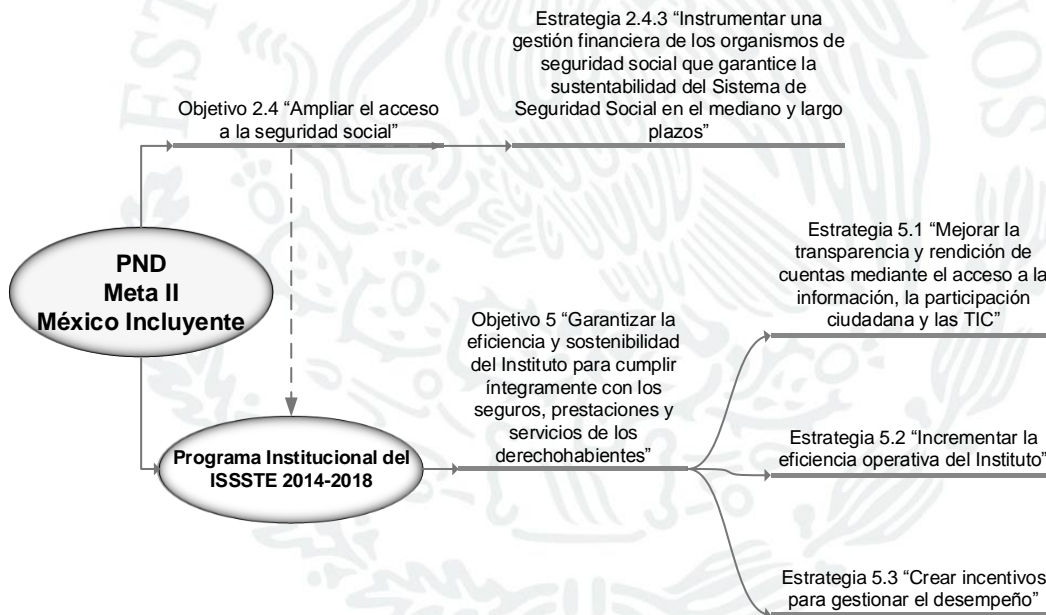 Estrategia 2.4.3 “Instrumentar una
gestión financiera de los organismos de
seguridad social que garantice la
sustentabilidad del Sistema de
Seguridad Social en el mediano y largo
plazos”
Objetivo 2.4 “Ampliar el acceso
a la seguridad social”
PND
Meta II
México Incluyente
Estrategia 5.1 “Mejorar la
transparencia y rendición de
cuentas mediante el acceso a la
información, la participación
ciudadana y las TIC”
Objetivo 5 “Garantizar la
eficiencia y sostenibilidad
del Instituto para cumplir
íntegramente con los
seguros, prestaciones y
servicios de los
derechohabientes”
Programa Institucional del
ISSSTE 2014-2018
Estrategia 5.2 “Incrementar la
eficiencia operativa del Instituto”
Estrategia 5.3 “Crear incentivos
para gestionar el desempeño”